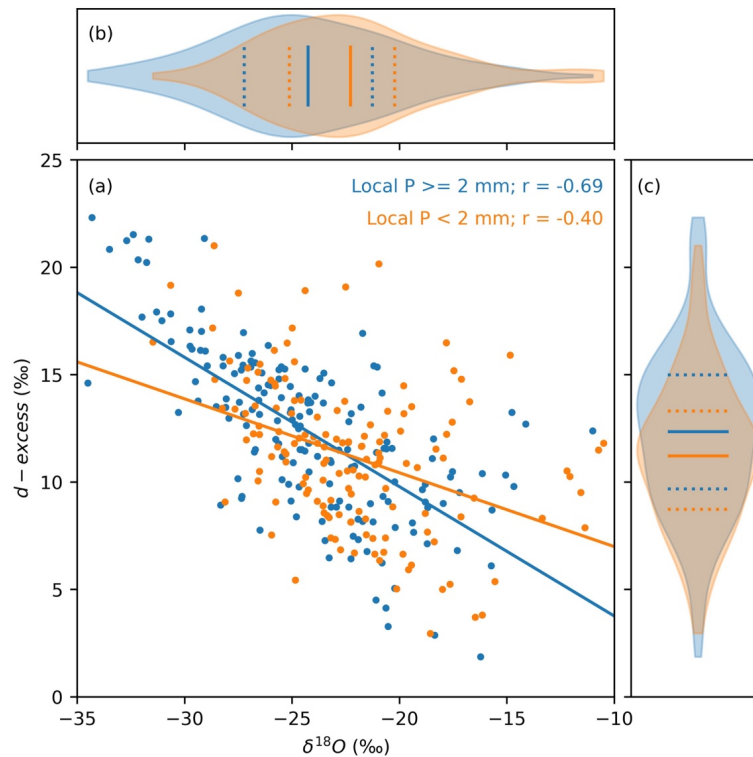 (b)
25
(a)
Local P >= 2 mm; r = -0.69
Local P < 2 mm; r = -0.40
(c)
20
15
10
5
0
d − excess (‰)
−35
−30
−25
−20
−15
−10
δ¹⁸O (‰)